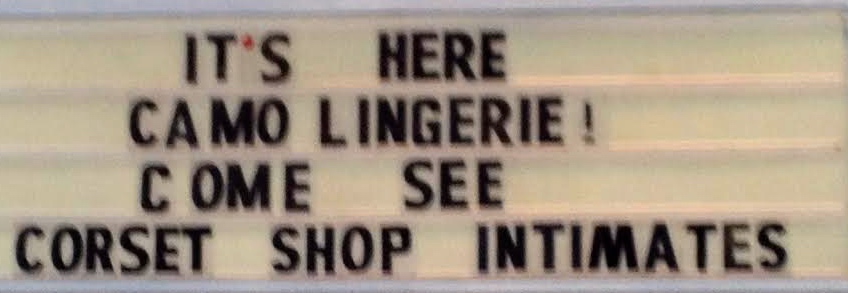 IT'S HERE
CAMO LINGERIE!
COME SEE
CORSET SHOP INTIMATES